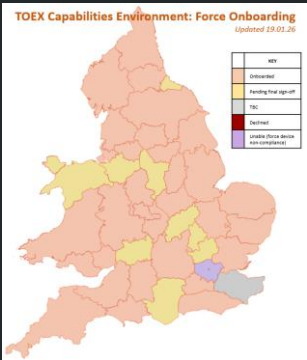 TOEX Capabilities Environment: Force Onboarding
Updated 19.01.26
KEY
Onboarded
Pending final sign-off
TBC
Declined
Unable (force device
non-compliance)